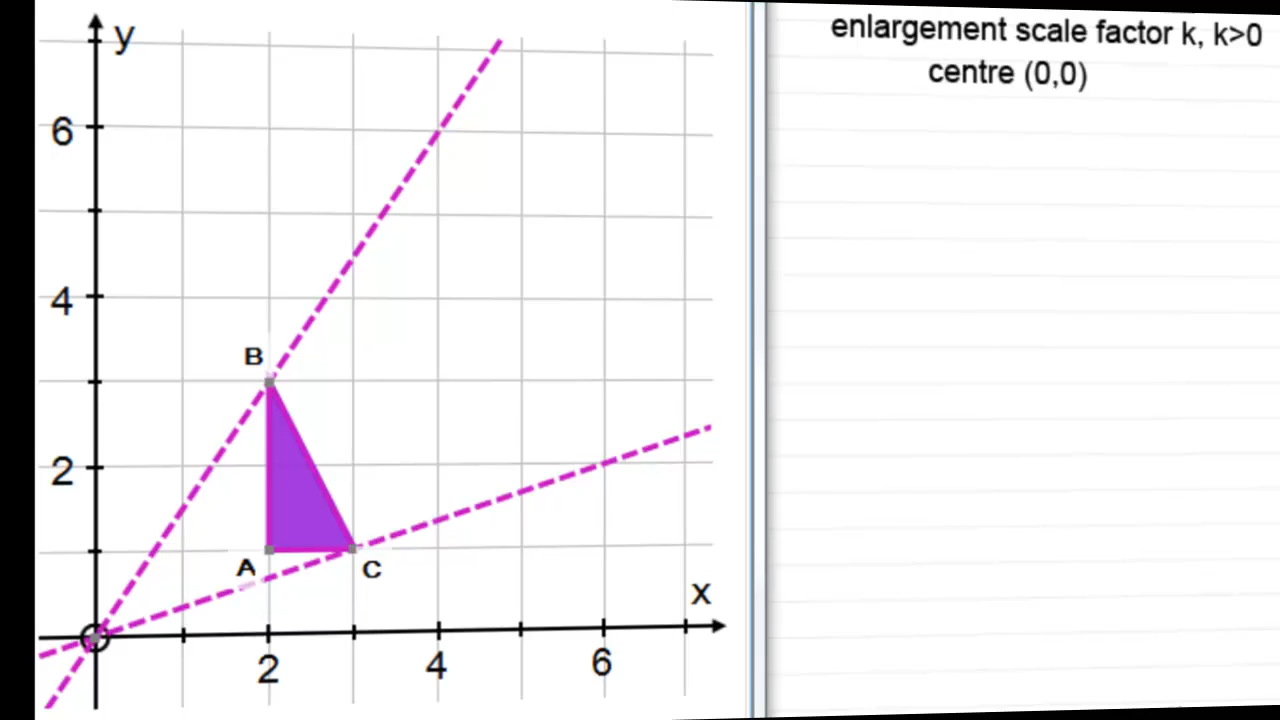 enlargement scale factor k, k>0
centre (0,0)
y
6
4
B
2
A
C
x
2
4
6